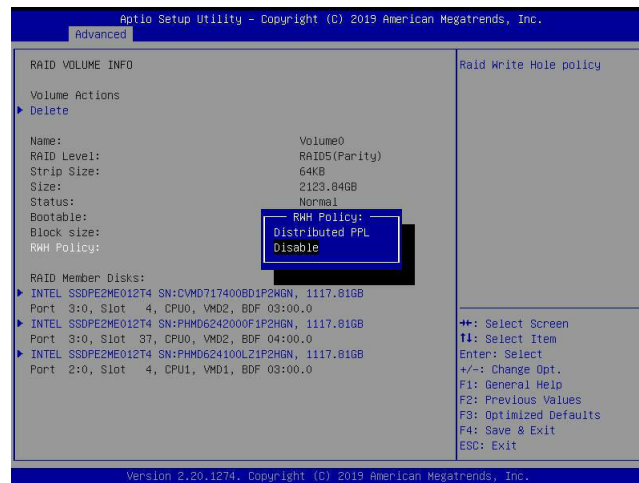 Aptio Setup Utility – Copyright (C) 2019 American Megatrends, Inc.
Advanced
RAID VOLUME INFO
Raid Write Hole policy
Volume Actions
Delete
Name: Volume0
RAID Level: RAID5(Parity)
Strip Size: 64KB
Size: 2123.84GB
Status: Normal
Bootable:
Block size:
RWH Policy:
RWH Policy:
Distributed PPL
Disable
RAID Member Disks:
INTEL SSDPE2ME012T4 SN:CVMD717400BD1P2WGN, 1117.81GB
Port 3:0, Slot 4, CPU0, VMD2, BDF 03:00.0
INTEL SSDPE2ME012T4 SN:PHMD6242000F1P2HGN, 1117.81GB
Port 3:0, Slot 37, CPU0, VMD2, BDF 04:00.0
INTEL SSDPE2ME012T4 SN:PHMD624100LZ1P2HGN, 1117.81GB
Port 2:0, Slot 4, CPU1, VMD1, BDF 03:00.0
→←: Select Screen
↑↓: Select Item
Enter: Select
+/-: Change Opt.
F1: General Help
F2: Previous Values
F3: Optimized Defaults
F4: Save & Exit
ESC: Exit
Version 2.20.1274. Copyright (C) 2019 American Megatrends, Inc.